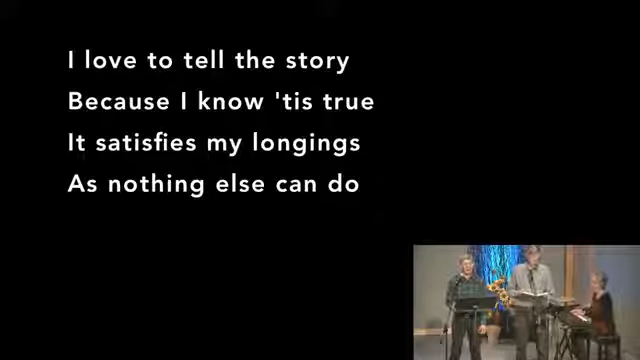 I love to tell the story
Because I know 'tis true
It satisfies my longings
As nothing else can do